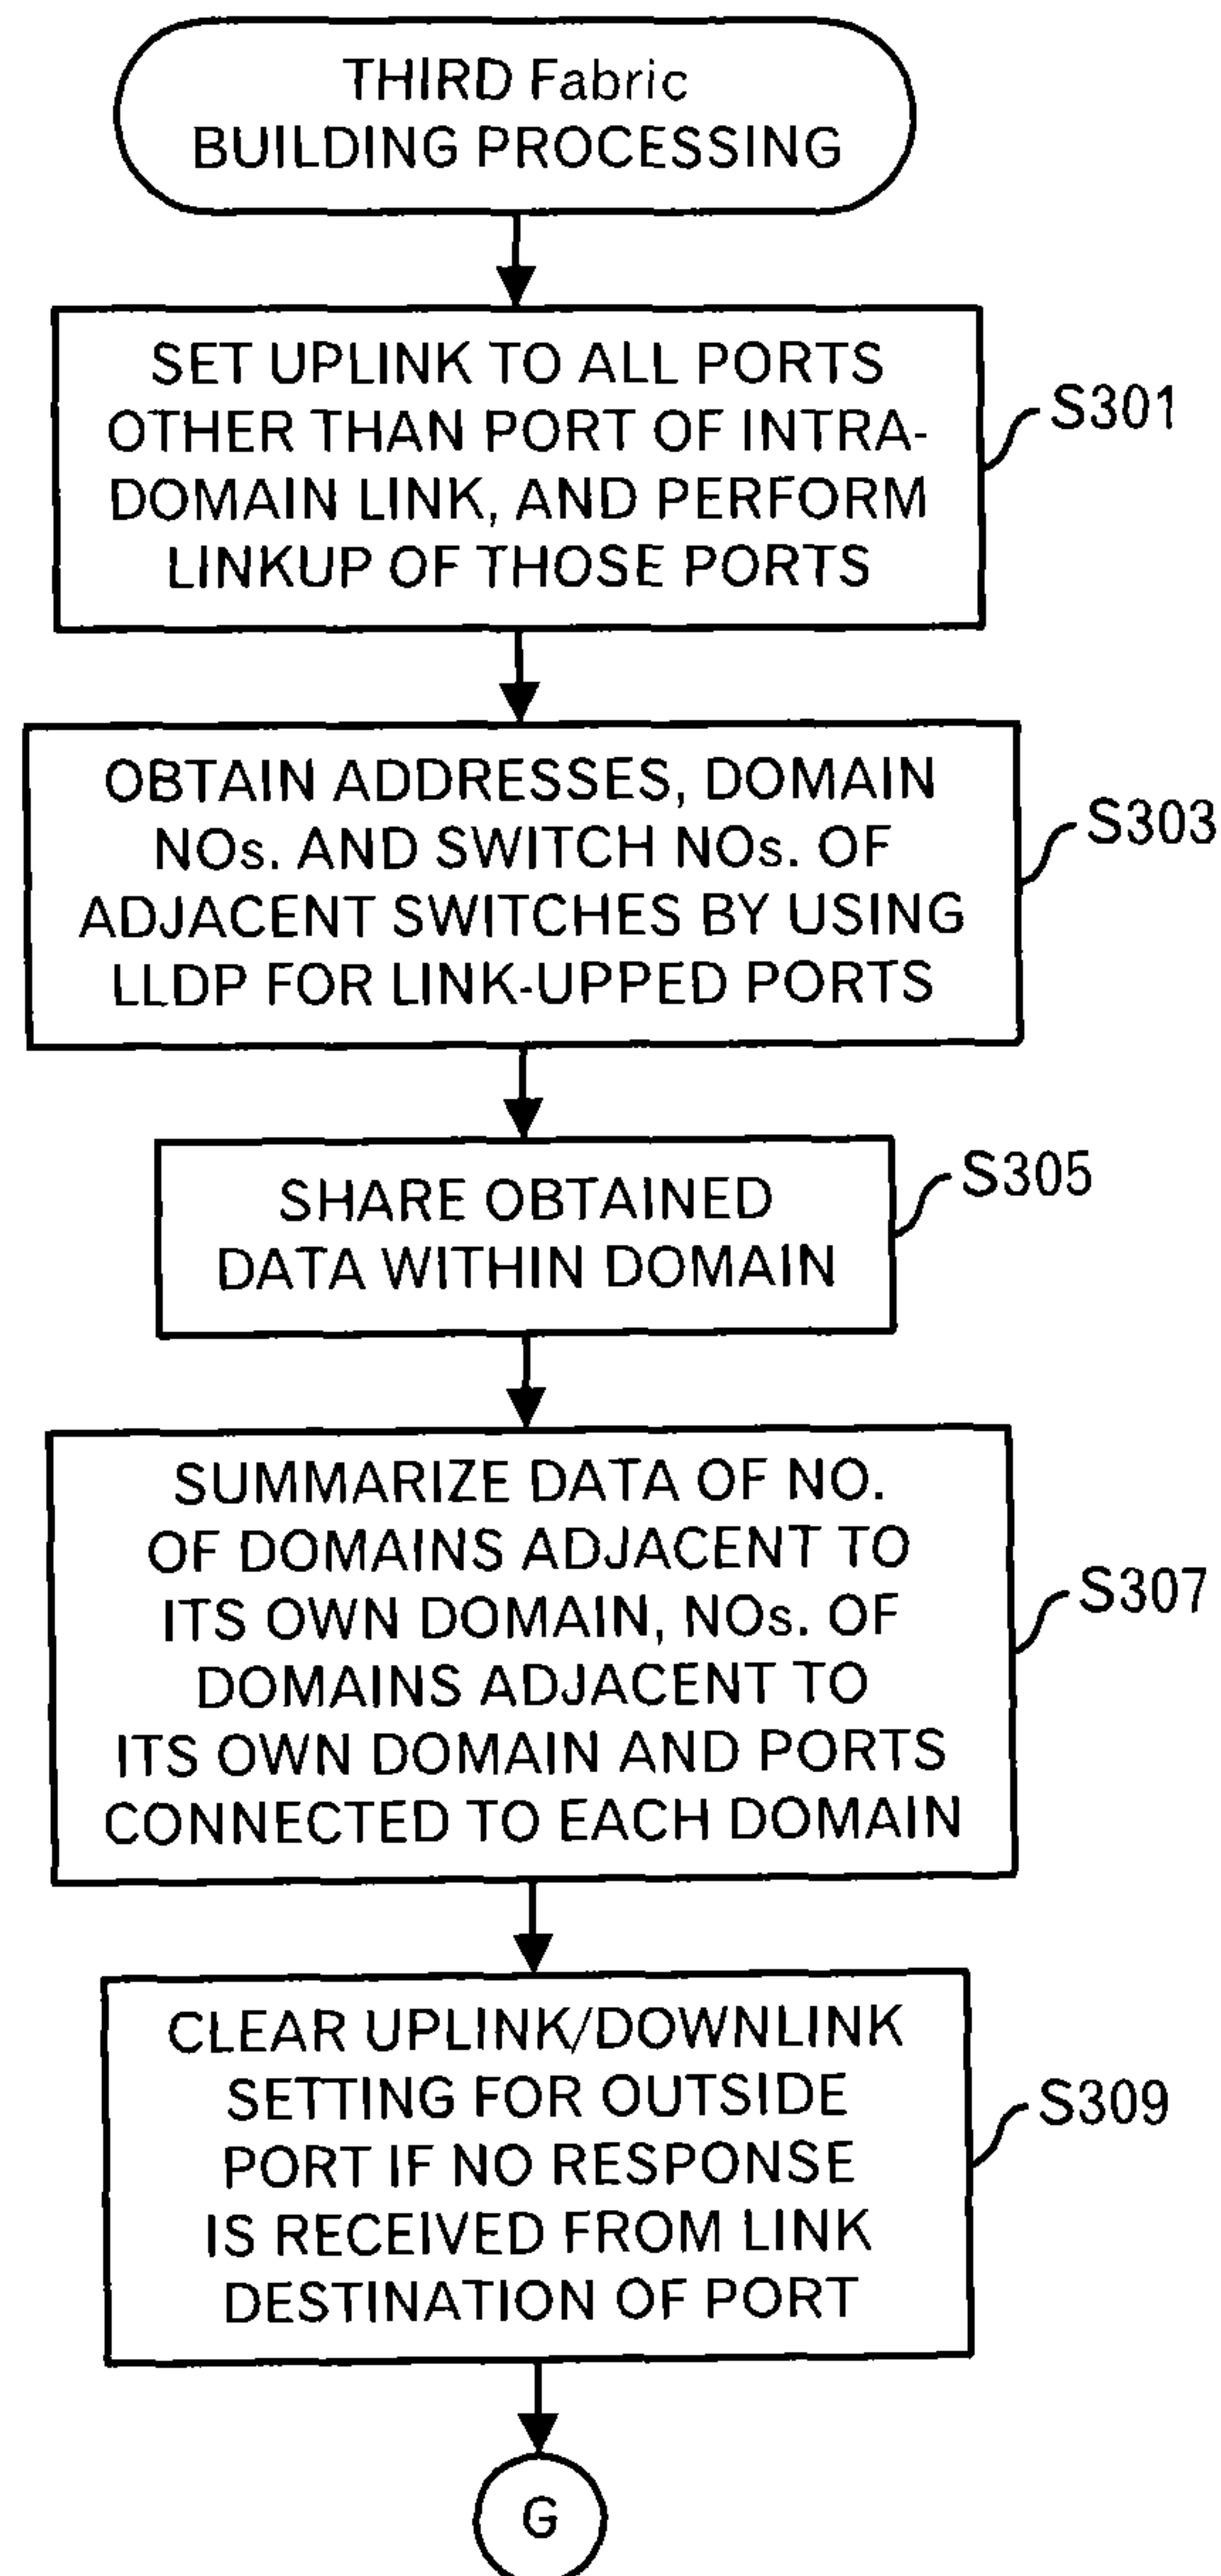 THIRD Fabric
BUILDING PROCESSING
SET UPLINK TO ALL PORTS
OTHER THAN PORT OF INTRA-
DOMAIN LINK, AND PERFORM
LINKUP OF THOSE PORTS
S301
OBTAIN ADDRESSES, DOMAIN
NOs. AND SWITCH NOs. OF
ADJACENT SWITCHES BY USING
LLDP FOR LINK-UPPED PORTS
S303
SHARE OBTAINED
DATA WITHIN DOMAIN
S305
SUMMARIZE DATA OF NO.
OF DOMAINS ADJACENT TO
ITS OWN DOMAIN, NOs. OF
DOMAINS ADJACENT TO
ITS OWN DOMAIN AND PORTS
CONNECTED TO EACH DOMAIN
S307
CLEAR UPLINK/DOWNLINK
SETTING FOR OUTSIDE
PORT IF NO RESPONSE
IS RECEIVED FROM LINK
DESTINATION OF PORT
S309
G